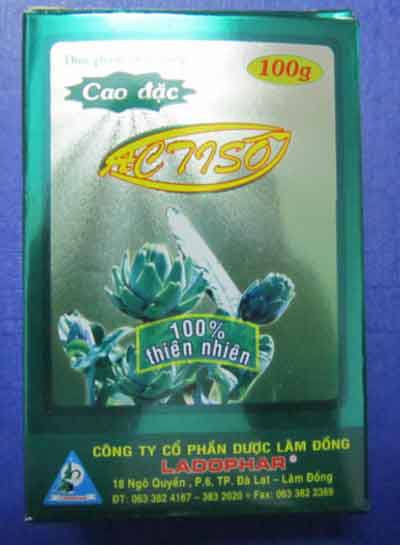 100g
Cao đặc
ACTISÔ
100%
thiên nhiên
CÔNG TY CỔ PHẦN DƯỢC LÂM ĐỒNG
LADOPHAR®
18 Ngô Quyền, P.6, TP. Đà Lạt - Lâm Đồng
ĐT: 063 382 4167 - 383 2020 * Fax: 063 382 2369